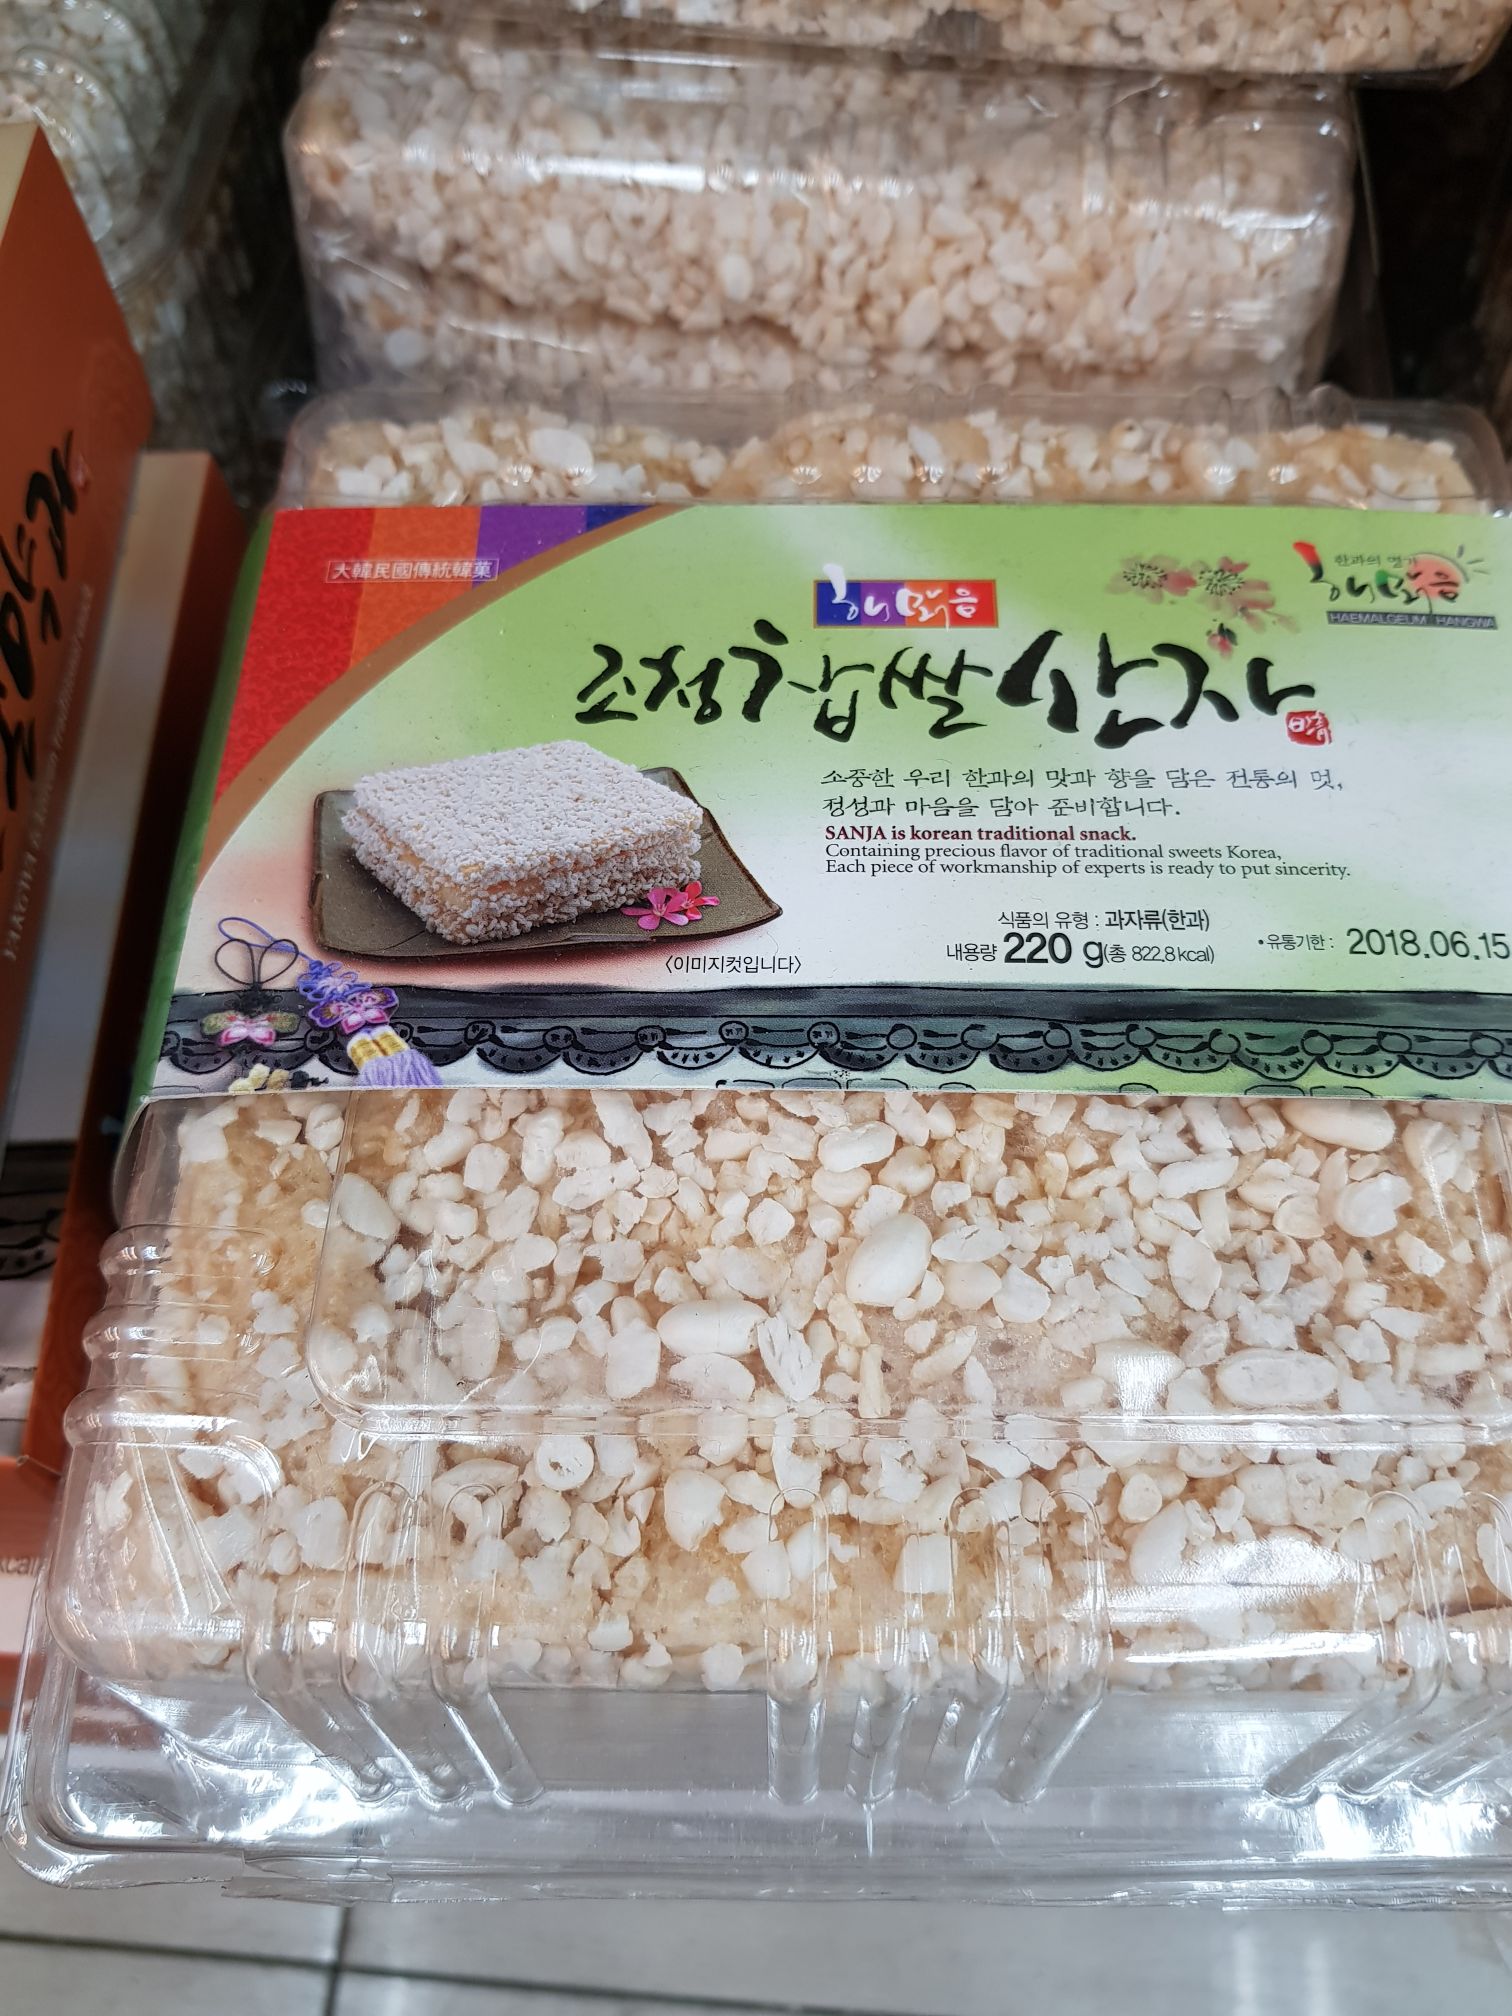 大韓民國傳統韓菓
해맑음
한과의 명가
해맑음
HAEMALGEUM HANGWA
조청찹쌀산자
소중한 우리 한과의 맛과 향을 담은 전통의 멋,
정성과 마음을 담아 준비합니다.
SANJA is korean traditional snack.
Containing precious flavor of traditional sweets Korea,
Each piece of workmanship of experts is ready to put sincerity.
식품의 유형 : 과자류(한과)
내용량 220 g(총 822.8kcal)
•유통기한 : 2018.06.15
<이미지컷입니다>
kcal